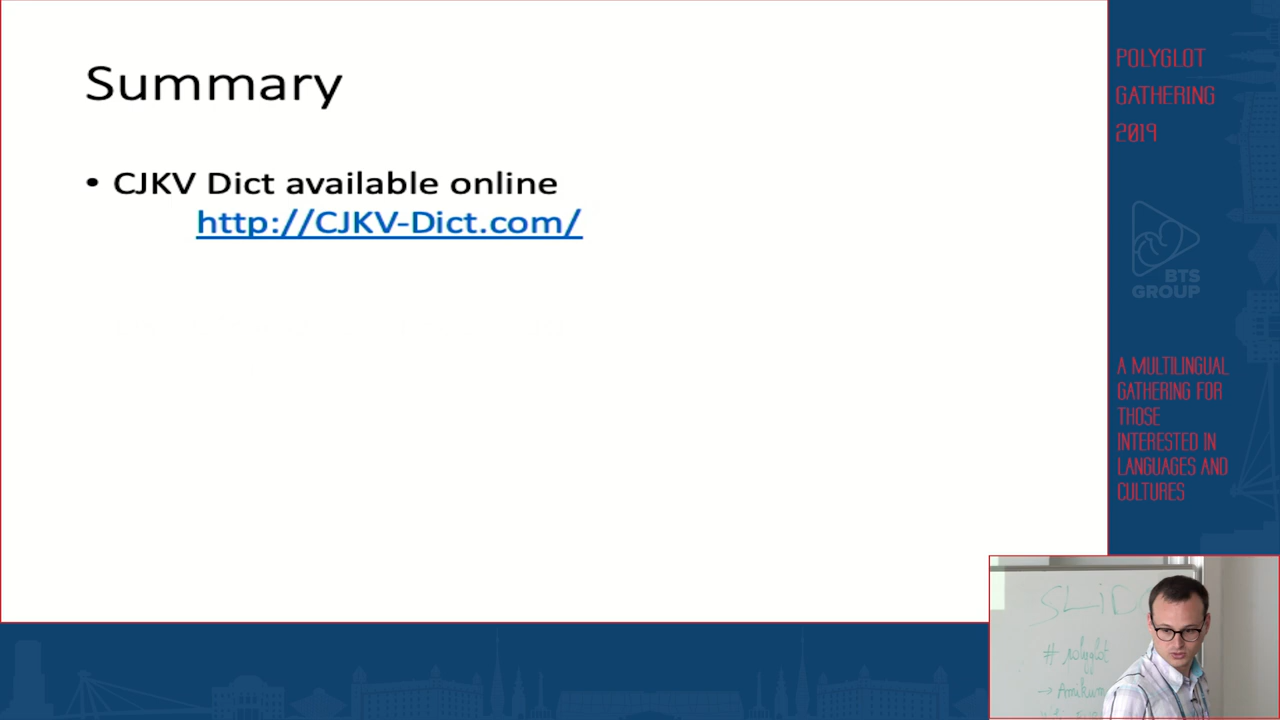 Summary
• CJKV Dict available online
http://CJKV-Dict.com/
POLYGLOT
GATHERING
2019
BTS
GROUP
A MULTILINGUAL
GATHERING FOR
THOSE
INTERESTED IN
LANGUAGES AND
CULTURES
# polyglot